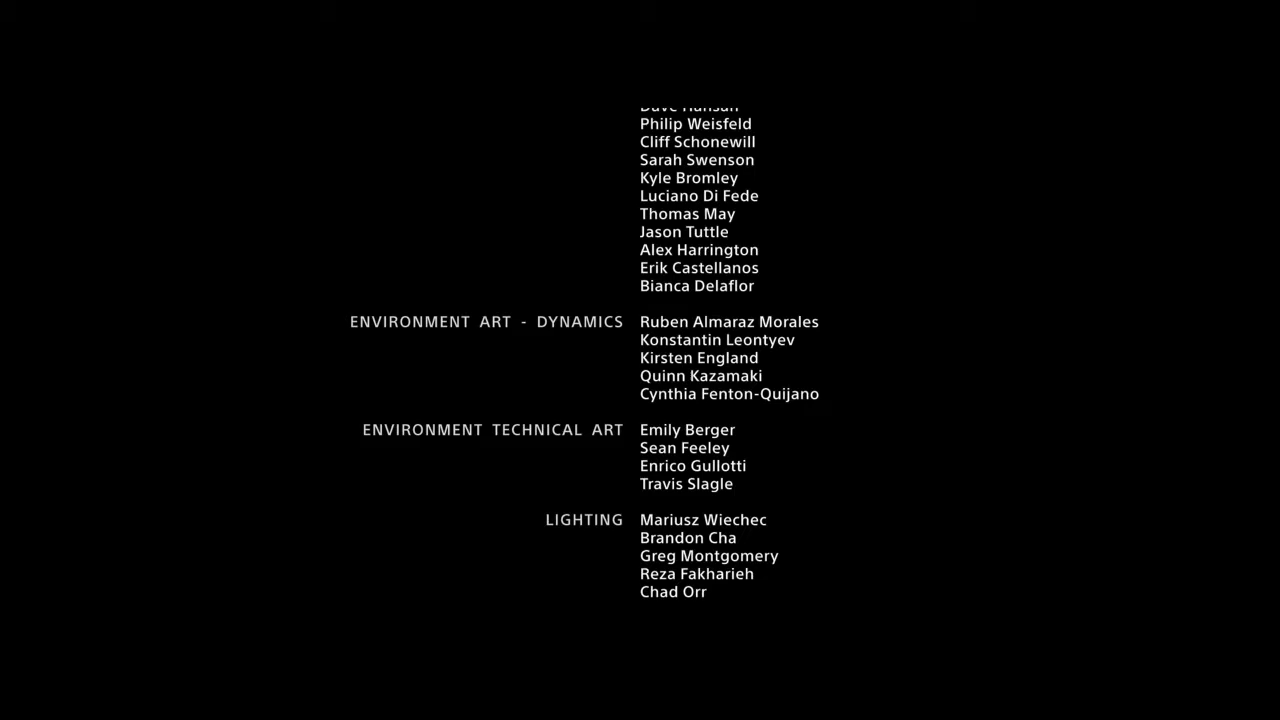 Philip Weisfeld
Cliff Schonewill
Sarah Swenson
Kyle Bromley
Luciano Di Fede
Thomas May
Jason Tuttle
Alex Harrington
Erik Castellanos
Bianca Delaflor
ENVIRONMENT ART - DYNAMICS Ruben Almaraz Morales
Konstantin Leontyev
Kirsten England
Quinn Kazamaki
Cynthia Fenton-Quijano
ENVIRONMENT TECHNICAL ART Emily Berger
Sean Feeley
Enrico Gullotti
Travis Slagle
LIGHTING Mariusz Wiechec
Brandon Cha
Greg Montgomery
Reza Fakharieh
Chad Orr